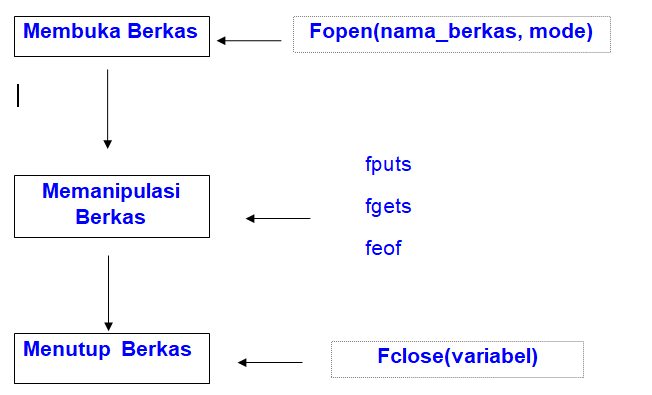 Membuka Berkas
Fopen(nama_berkas, mode)
Memanipulasi
Berkas
fputs
fgets
feof
Menutup Berkas
Fclose(variabel)